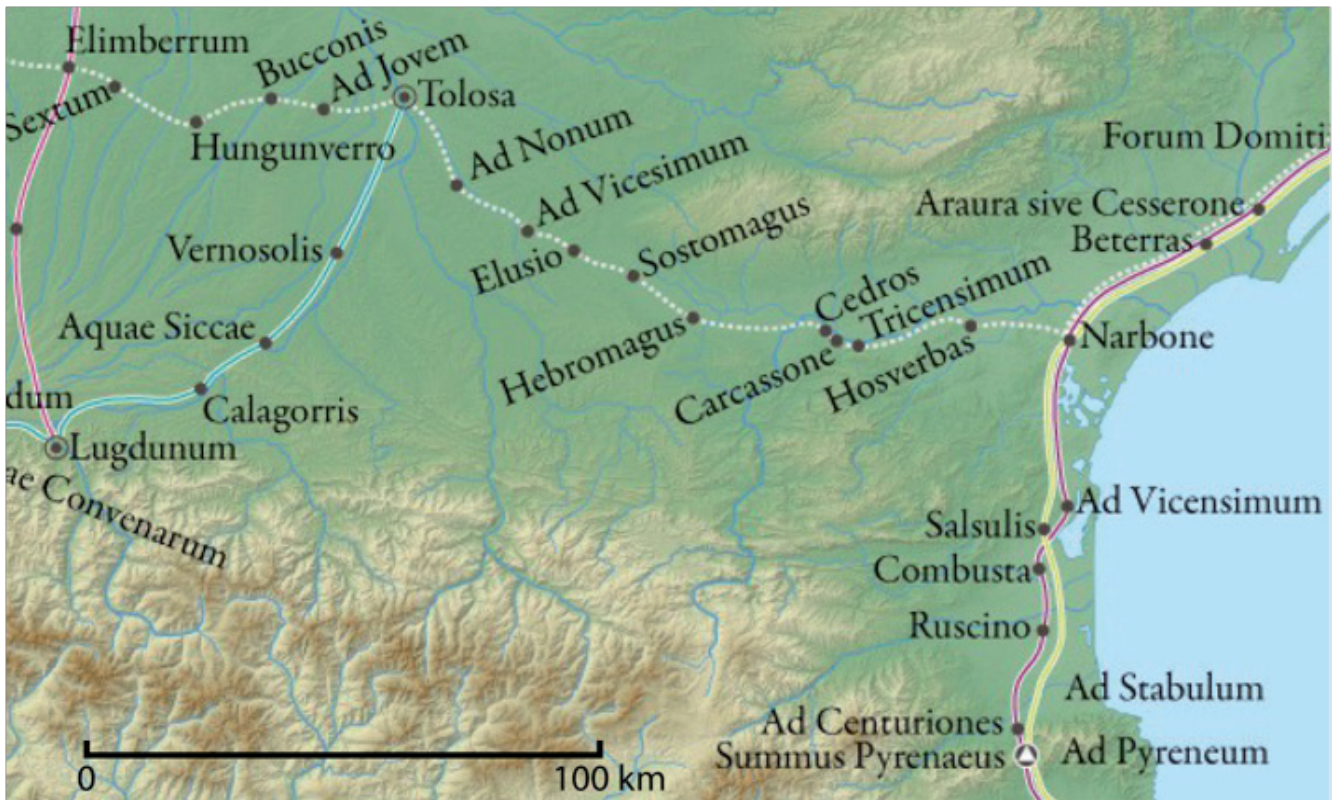 Elimberrum
Bucconis
Ad Jovem
Tolosa
Sextum
Hungunverro
Ad Nonum
Forum Domiti
Ad Vicesimum
Araura sive Cesserone
Beterras
Vernosolis
Elusio
Sostomagus
Cedros
Tricensimum
Aquae Siccae
Hebromagus
Carcassone
Hosverbas
Narbone
dum
Calagorris
Lugdunum
ae Convenarum
Ad Vicensimum
Salsulis
Combusta
Ruscino
Ad Stabulum
Ad Centuriones
Summus Pyrenaeus
Ad Pyreneum
0
100 km